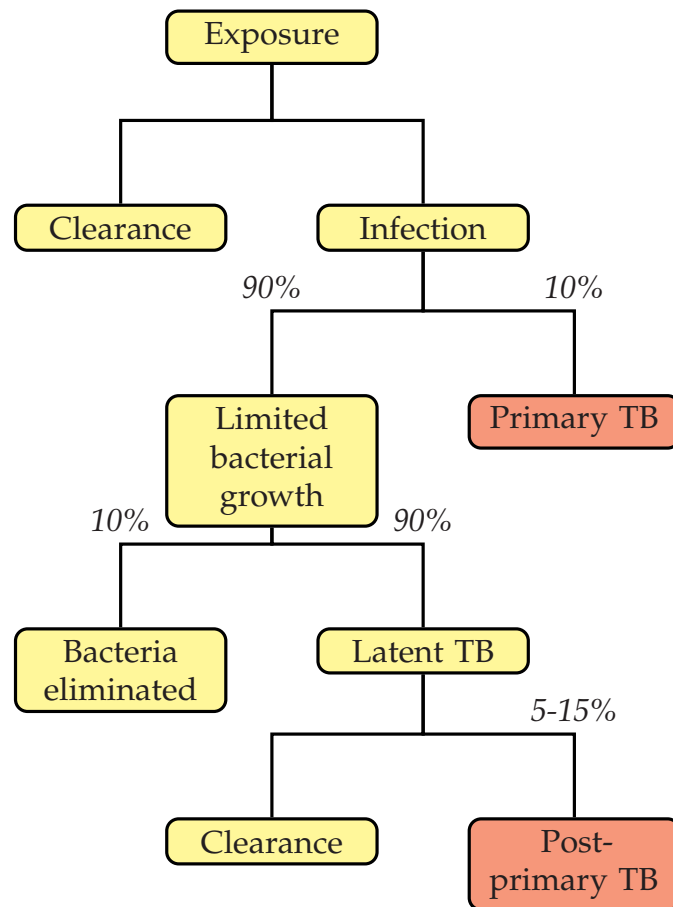 Exposure
Clearance
Infection
90%
10%
Limited
bacterial
growth
Primary TB
10%
90%
Bacteria
eliminated
Latent TB
5-15%
Clearance
Post-
primary TB